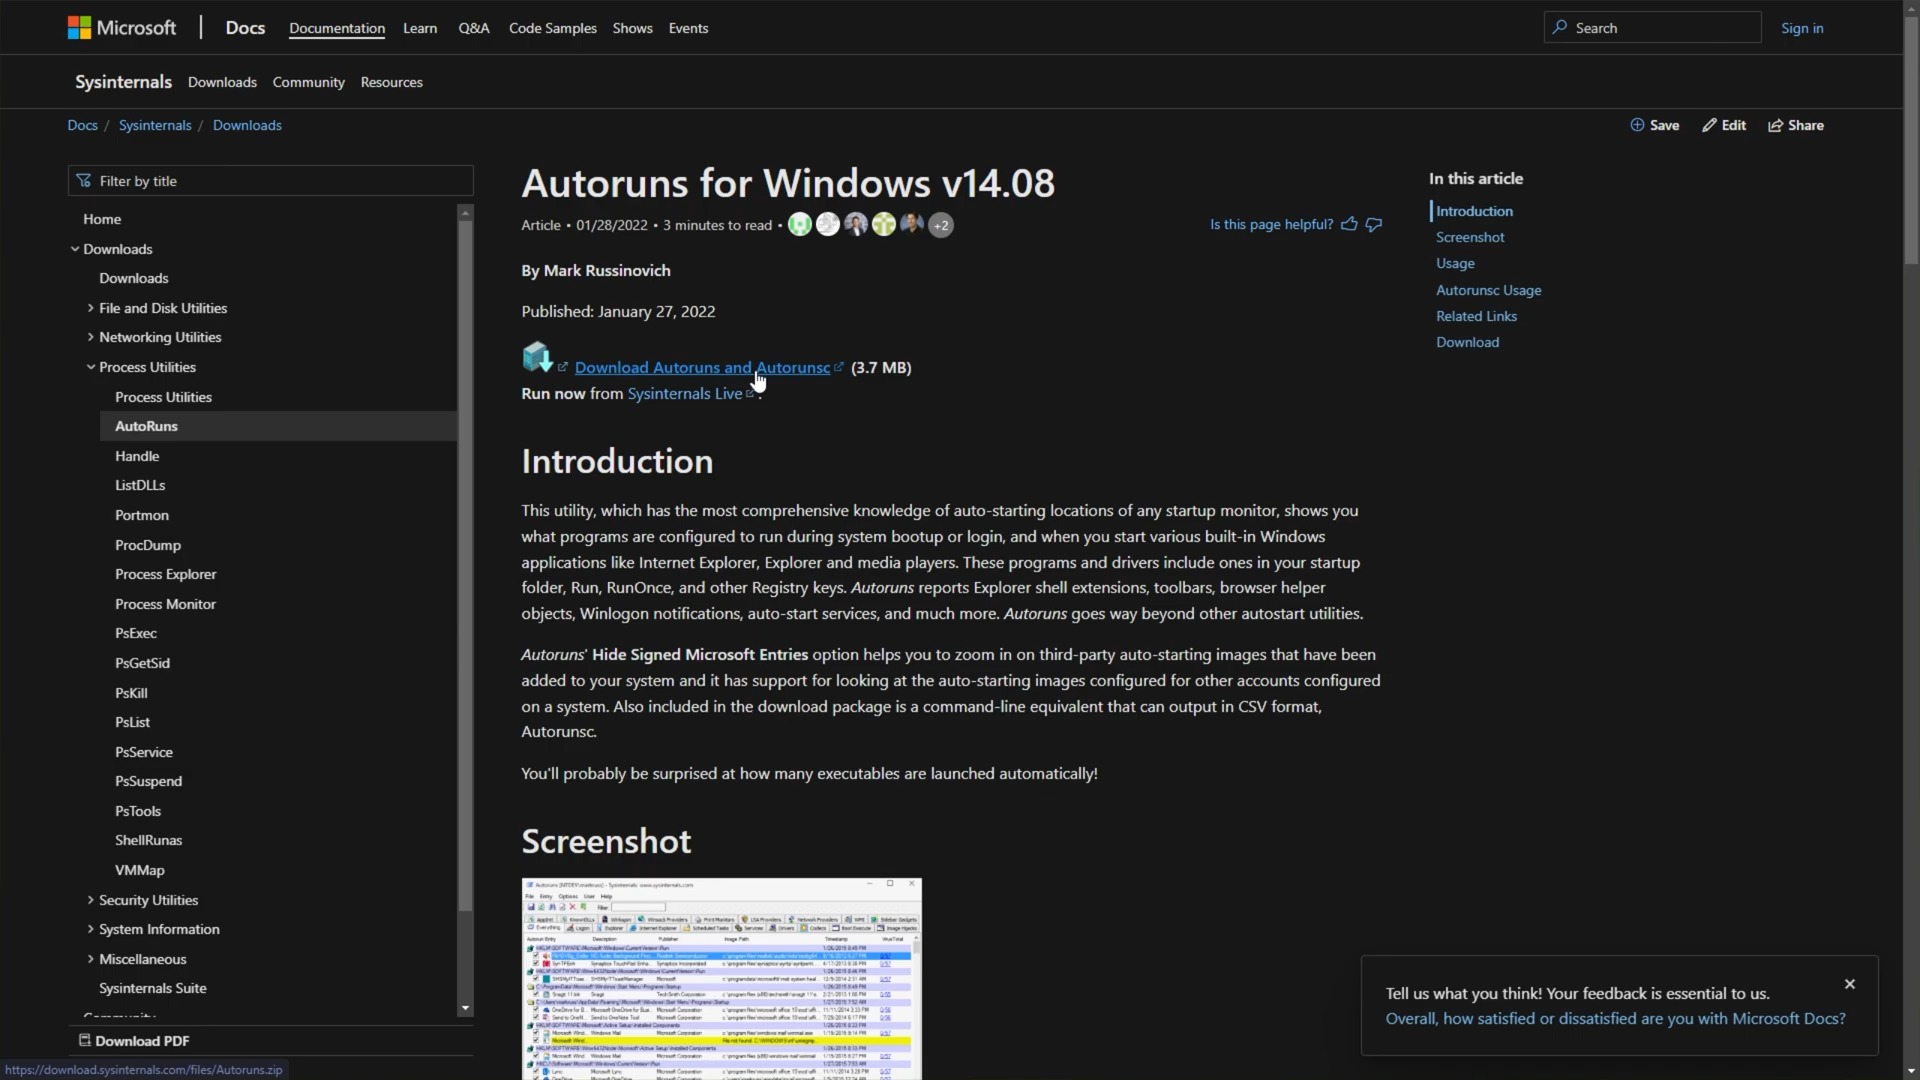 Microsoft
Docs
Documentation
Learn
Q&A
Code Samples
Shows
Events
Search
Sign in
Sysinternals
Downloads
Community
Resources
Docs / Sysinternals / Downloads
Save
Edit
Share
Filter by title
Home
Downloads
Downloads
File and Disk Utilities
Networking Utilities
Process Utilities
Process Utilities
AutoRuns
Handle
ListDLLs
Portmon
ProcDump
Process Explorer
Process Monitor
PsExec
PsGetSid
PsKill
PsList
PsService
PsSuspend
PsTools
ShellRunas
VMMap
Security Utilities
System Information
Miscellaneous
Sysinternals Suite
Download PDF
https://download.sysinternals.com/files/Autoruns.zip
Autoruns for Windows v14.08
Article • 01/28/2022 • 3 minutes to read •
+2
Is this page helpful?
By Mark Russinovich
Published: January 27, 2022
Download Autoruns and Autorunsc (3.7 MB)
Run now from Sysinternals Live.
Introduction
This utility, which has the most comprehensive knowledge of auto-starting locations of any startup monitor, shows you
what programs are configured to run during system bootup or login, and when you start various built-in Windows
applications like Internet Explorer, Explorer and media players. These programs and drivers include ones in your startup
folder, Run, RunOnce, and other Registry keys. Autoruns reports Explorer shell extensions, toolbars, browser helper
objects, Winlogon notifications, auto-start services, and much more. Autoruns goes way beyond other autostart utilities.
Autoruns' Hide Signed Microsoft Entries option helps you to zoom in on third-party auto-starting images that have been
added to your system and it has support for looking at the auto-starting images configured for other accounts configured
on a system. Also included in the download package is a command-line equivalent that can output in CSV format,
Autorunsc.
You'll probably be surprised at how many executables are launched automatically!
Screenshot
File Entry Options User Help
In this article
Introduction
Screenshot
Usage
Autorunsc Usage
Related Links
Download
Tell us what you think! Your feedback is essential to us.
Overall, how satisfied or dissatisfied are you with Microsoft Docs?